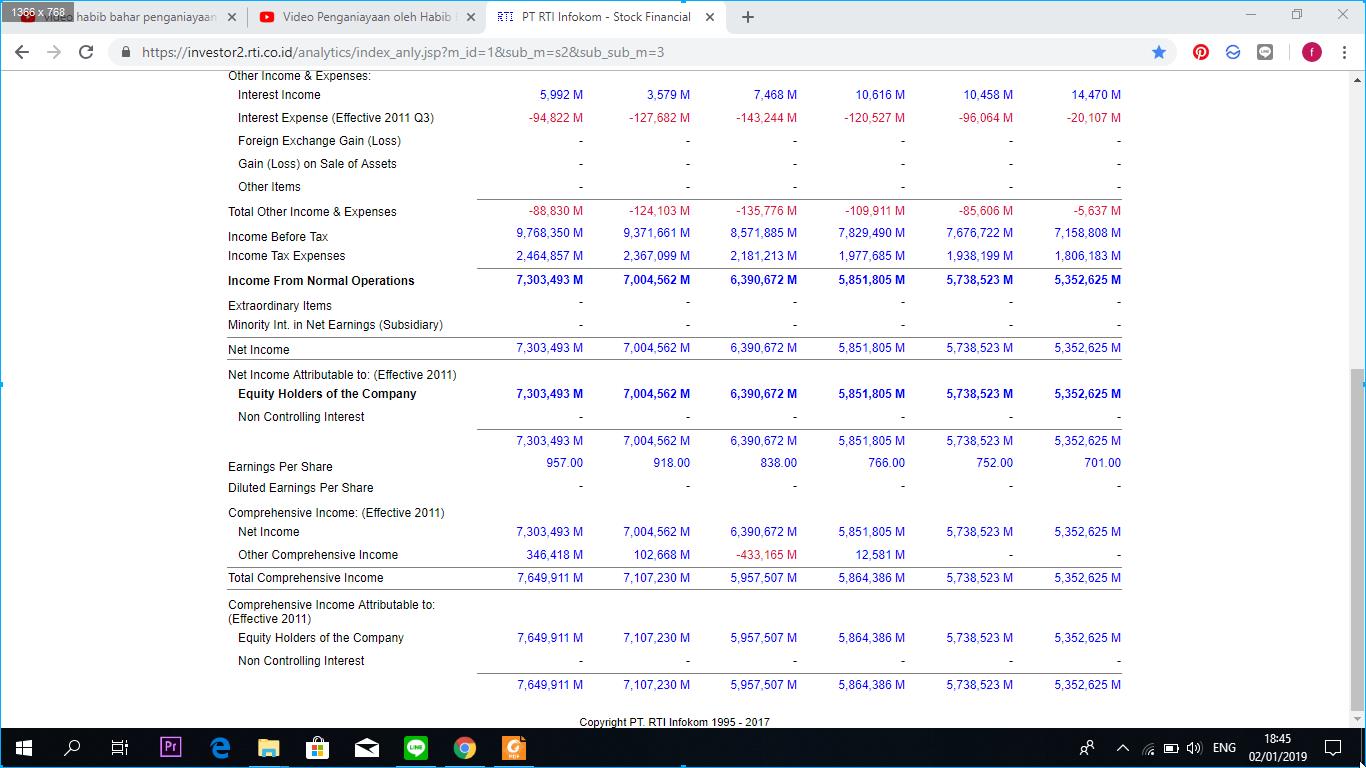 1366 x 768
Video habib bahar penganiayaan
Video Penganiayaan oleh Habib
RTI PT RTI Infokom - Stock Financial
https://investor2.rti.co.id/analytics/index_anly.jsp?m_id=1&sub_m=s2&sub_sub_m=3
f
Other Income & Expenses:
Interest Income 5,992 M 3,579 M 7,468 M 10,616 M 10,458 M 14,470 M
Interest Expense (Effective 2011 Q3) -94,822 M -127,682 M -143,244 M -120,527 M -96,064 M -20,107 M
Foreign Exchange Gain (Loss) - - - - - -
Gain (Loss) on Sale of Assets - - - - - -
Other Items - - - - - -
Total Other Income & Expenses -88,830 M -124,103 M -135,776 M -109,911 M -85,606 M -5,637 M
Income Before Tax 9,768,350 M 9,371,661 M 8,571,885 M 7,829,490 M 7,676,722 M 7,158,808 M
Income Tax Expenses 2,464,857 M 2,367,099 M 2,181,213 M 1,977,685 M 1,938,199 M 1,806,183 M
Income From Normal Operations 7,303,493 M 7,004,562 M 6,390,672 M 5,851,805 M 5,738,523 M 5,352,625 M
Extraordinary Items - - - - - -
Minority Int. in Net Earnings (Subsidiary) - - - - - -
Net Income 7,303,493 M 7,004,562 M 6,390,672 M 5,851,805 M 5,738,523 M 5,352,625 M
Net Income Attributable to: (Effective 2011)
Equity Holders of the Company 7,303,493 M 7,004,562 M 6,390,672 M 5,851,805 M 5,738,523 M 5,352,625 M
Non Controlling Interest - - - - - -
7,303,493 M 7,004,562 M 6,390,672 M 5,851,805 M 5,738,523 M 5,352,625 M
Earnings Per Share 957.00 918.00 838.00 766.00 752.00 701.00
Diluted Earnings Per Share - - - - - -
Comprehensive Income: (Effective 2011)
Net Income 7,303,493 M 7,004,562 M 6,390,672 M 5,851,805 M 5,738,523 M 5,352,625 M
Other Comprehensive Income 346,418 M 102,668 M -433,165 M 12,581 M - -
Total Comprehensive Income 7,649,911 M 7,107,230 M 5,957,507 M 5,864,386 M 5,738,523 M 5,352,625 M
Comprehensive Income Attributable to:
(Effective 2011)
Equity Holders of the Company 7,649,911 M 7,107,230 M 5,957,507 M 5,864,386 M 5,738,523 M 5,352,625 M
Non Controlling Interest - - - - - -
7,649,911 M 7,107,230 M 5,957,507 M 5,864,386 M 5,738,523 M 5,352,625 M
Copyright PT. RTI Infokom 1995 - 2017
Pr
LINE
PDF
ENG
18:45
02/01/2019